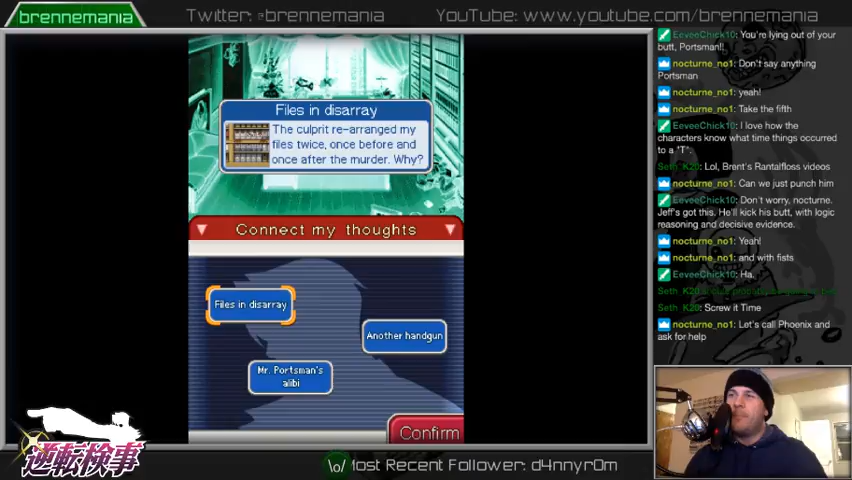 brennemania
Twitter: @brennemania
YouTube: www.youtube.com/brennemania
Files in disarray
The culprit re-arranged my
files twice, once before and
once after the murder. Why?
Connect my thoughts
Files in disarray
Another handgun
Mr. Portsman's
alibi
Confirm
逆転検事
\o/
Most Recent Follower: d4nnyr0m
EeveeChick10: You're lying out of your
butt, Portsman!!
nocturne_no1: Don't say anything
Portsman
nocturne_no1: yeah!
nocturne_no1: Take the fifth
EeveeChick10: I love how the
characters know what time things occurred
to a "T".
Seth_K20: Lol, Brent's Rantalfloss videos
nocturne_no1: Can we just punch him
EeveeChick10: Don't worry, nocturne.
Jeff's got this. He'll kick his butt, with logic
reasoning and decisive evidence.
nocturne_no1: Yeah!
nocturne_no1: and with fists
EeveeChick10: Ha.
Seth_K20:
Seth_K20: Screw it Time
nocturne_no1: Let's call Phoenix and
ask for help